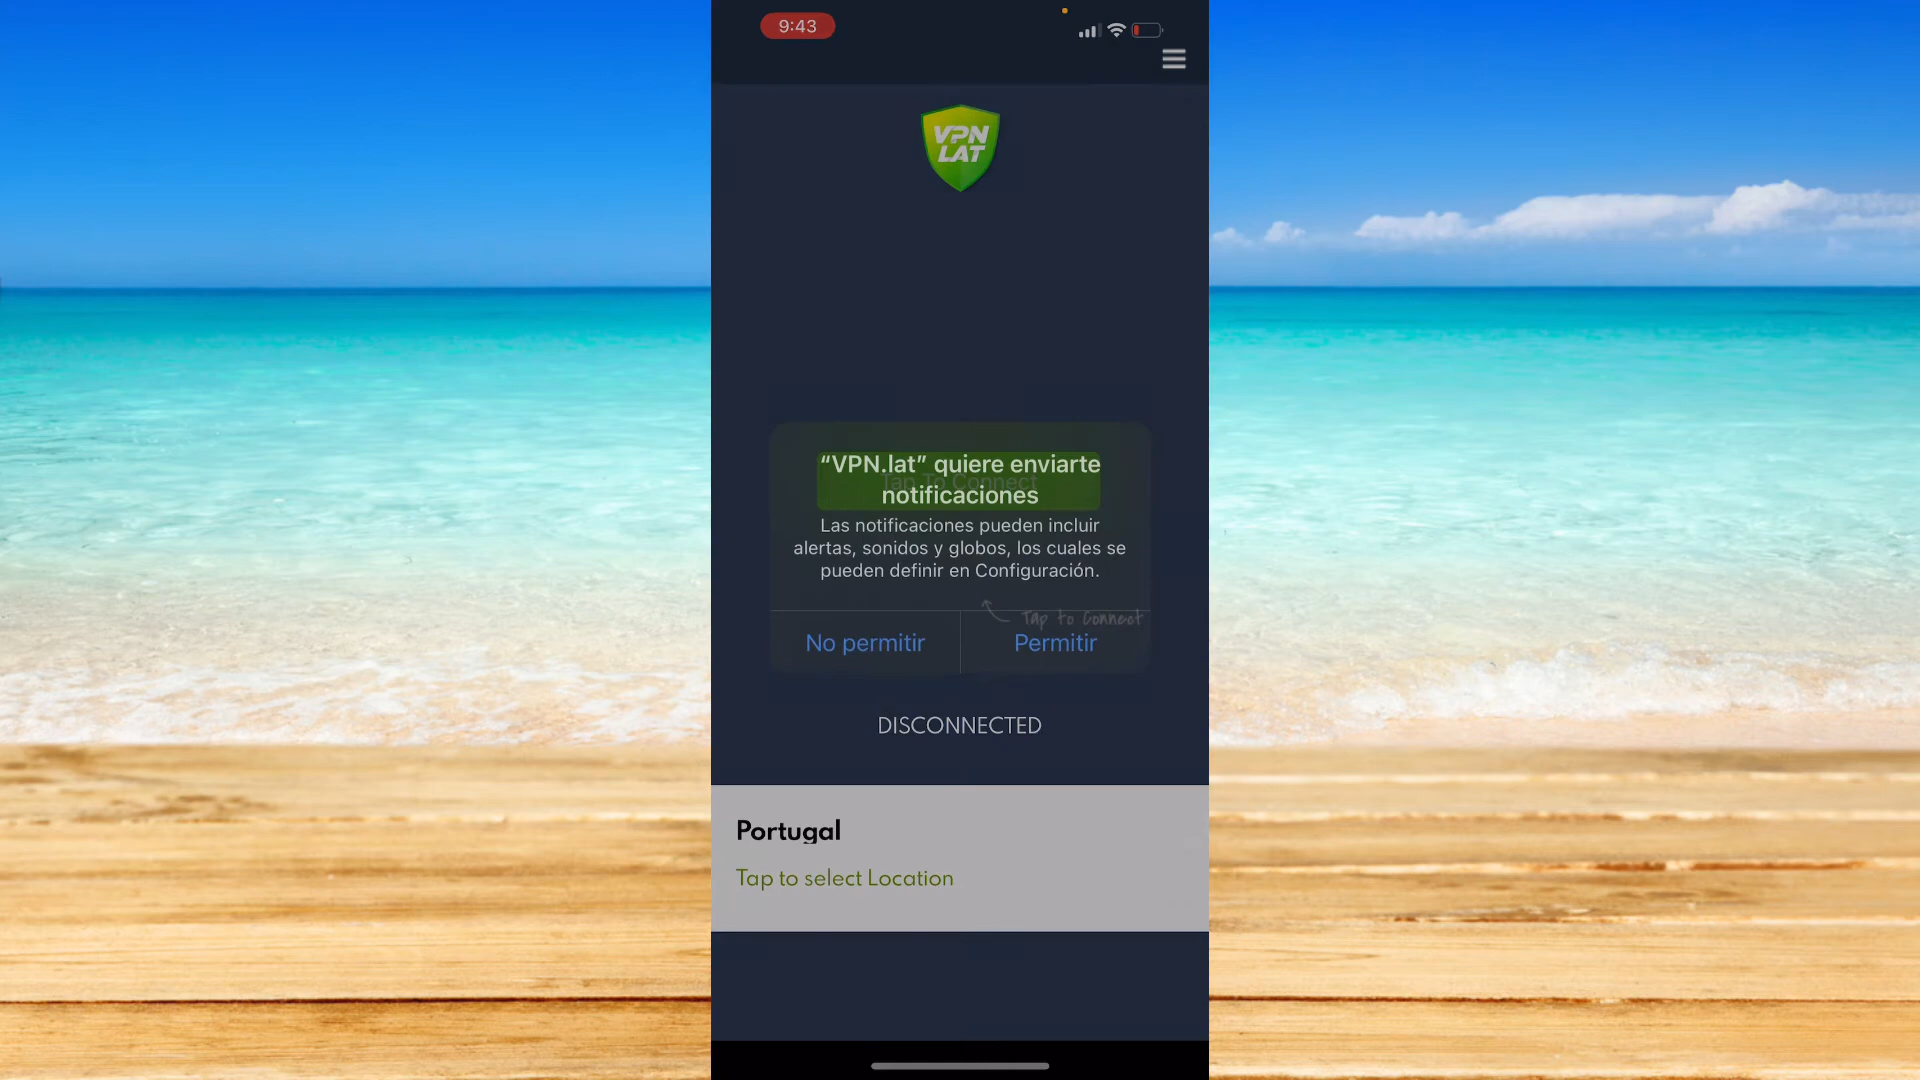 9:43
VPN
LAT
“VPN.lat” quiere enviarte
Tap To Connect
notificaciones
Las notificaciones pueden incluir
alertas, sonidos y globos, los cuales se
pueden definir en Configuración.
Tap to Connect
No permitir
Permitir
DISCONNECTED
Portugal
Tap to select Location